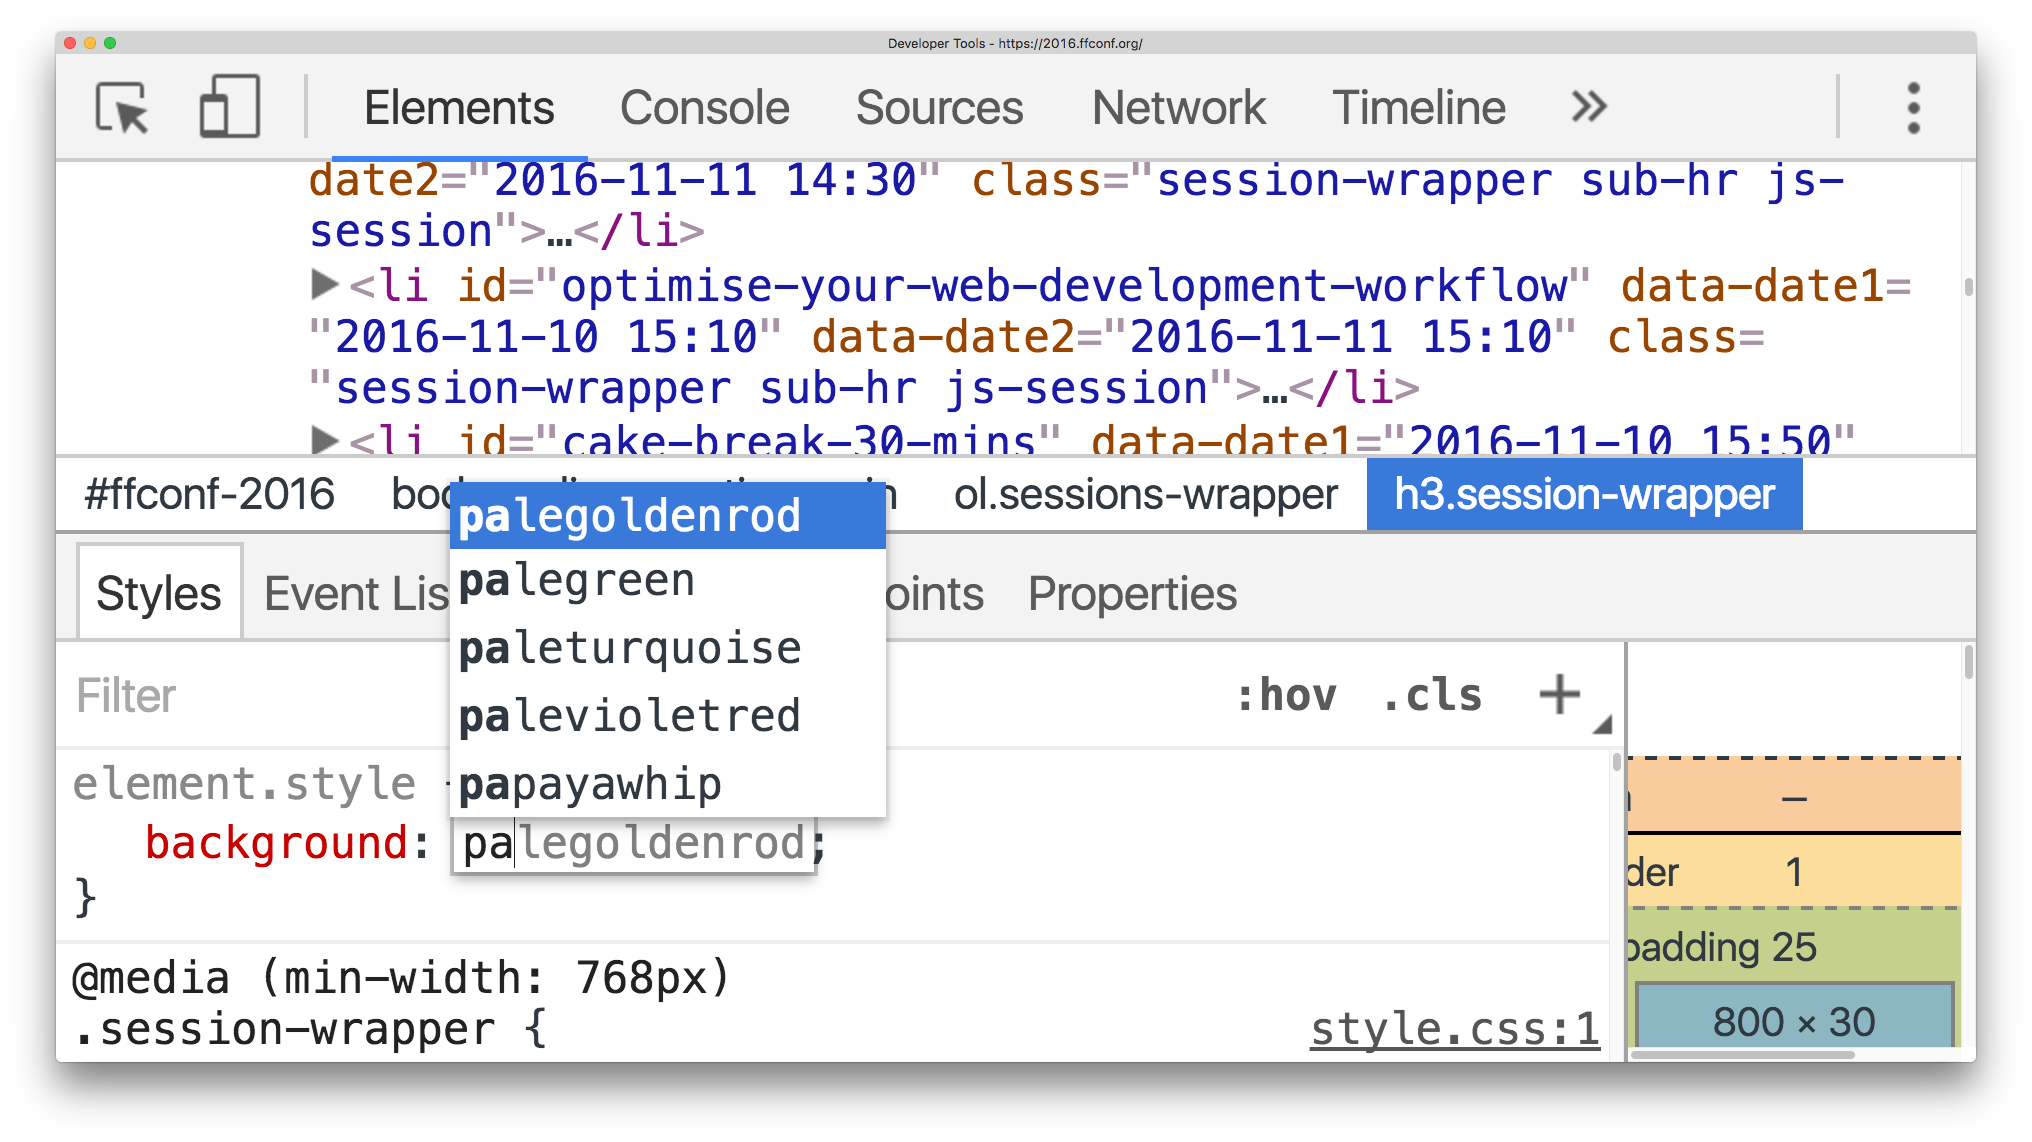 Developer Tools - https://2016.ffconf.org/
Elements Console Sources Network Timeline
date2="2016-11-11 14:30" class="session-wrapper sub-hr js-
session">…</li>
<li id="optimise-your-web-development-workflow" data-date1=
"2016-11-10 15:10" data-date2="2016-11-11 15:10" class=
"session-wrapper sub-hr js-session">…</li>
<li id="cake-break-30-mins" data-date1="2016-11-10 15:50"
#ffconf-2016 ol.sessions-wrapper h3.session-wrapper
palegoldenrod
palegreen
paleturquoise
palevioletred
papayawhip
Styles Event Lis oints Properties
Filter :hov .cls +
element.style
background: palegoldenrod;
}
@media (min-width: 768px)
.session-wrapper { style.css:1
–
der 1
padding 25
800 × 30